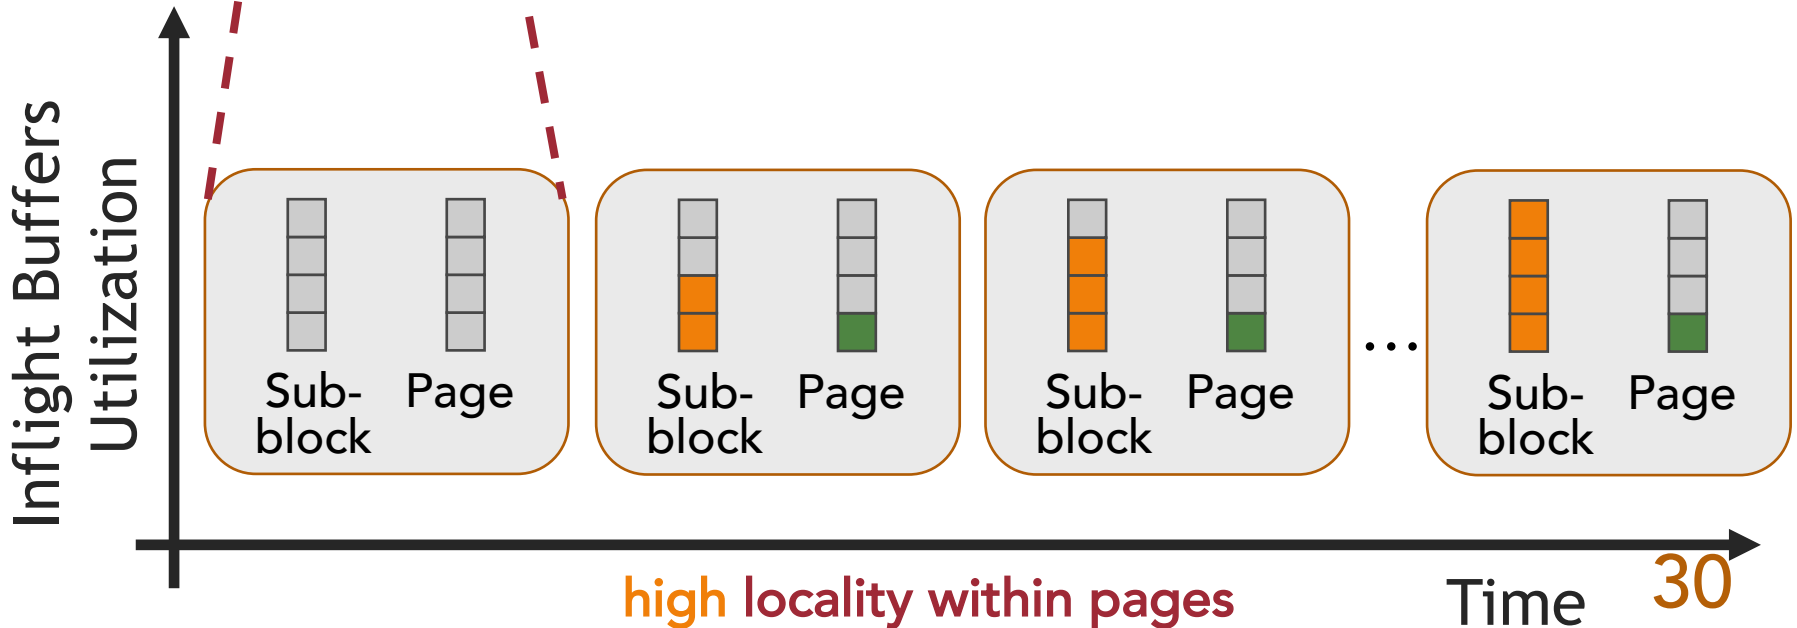 Inflight Buffers
Utilization
Sub-
block
Page
Sub-
block
Page
Sub-
block
Page
...
Sub-
block
Page
high locality within pages
Time
30